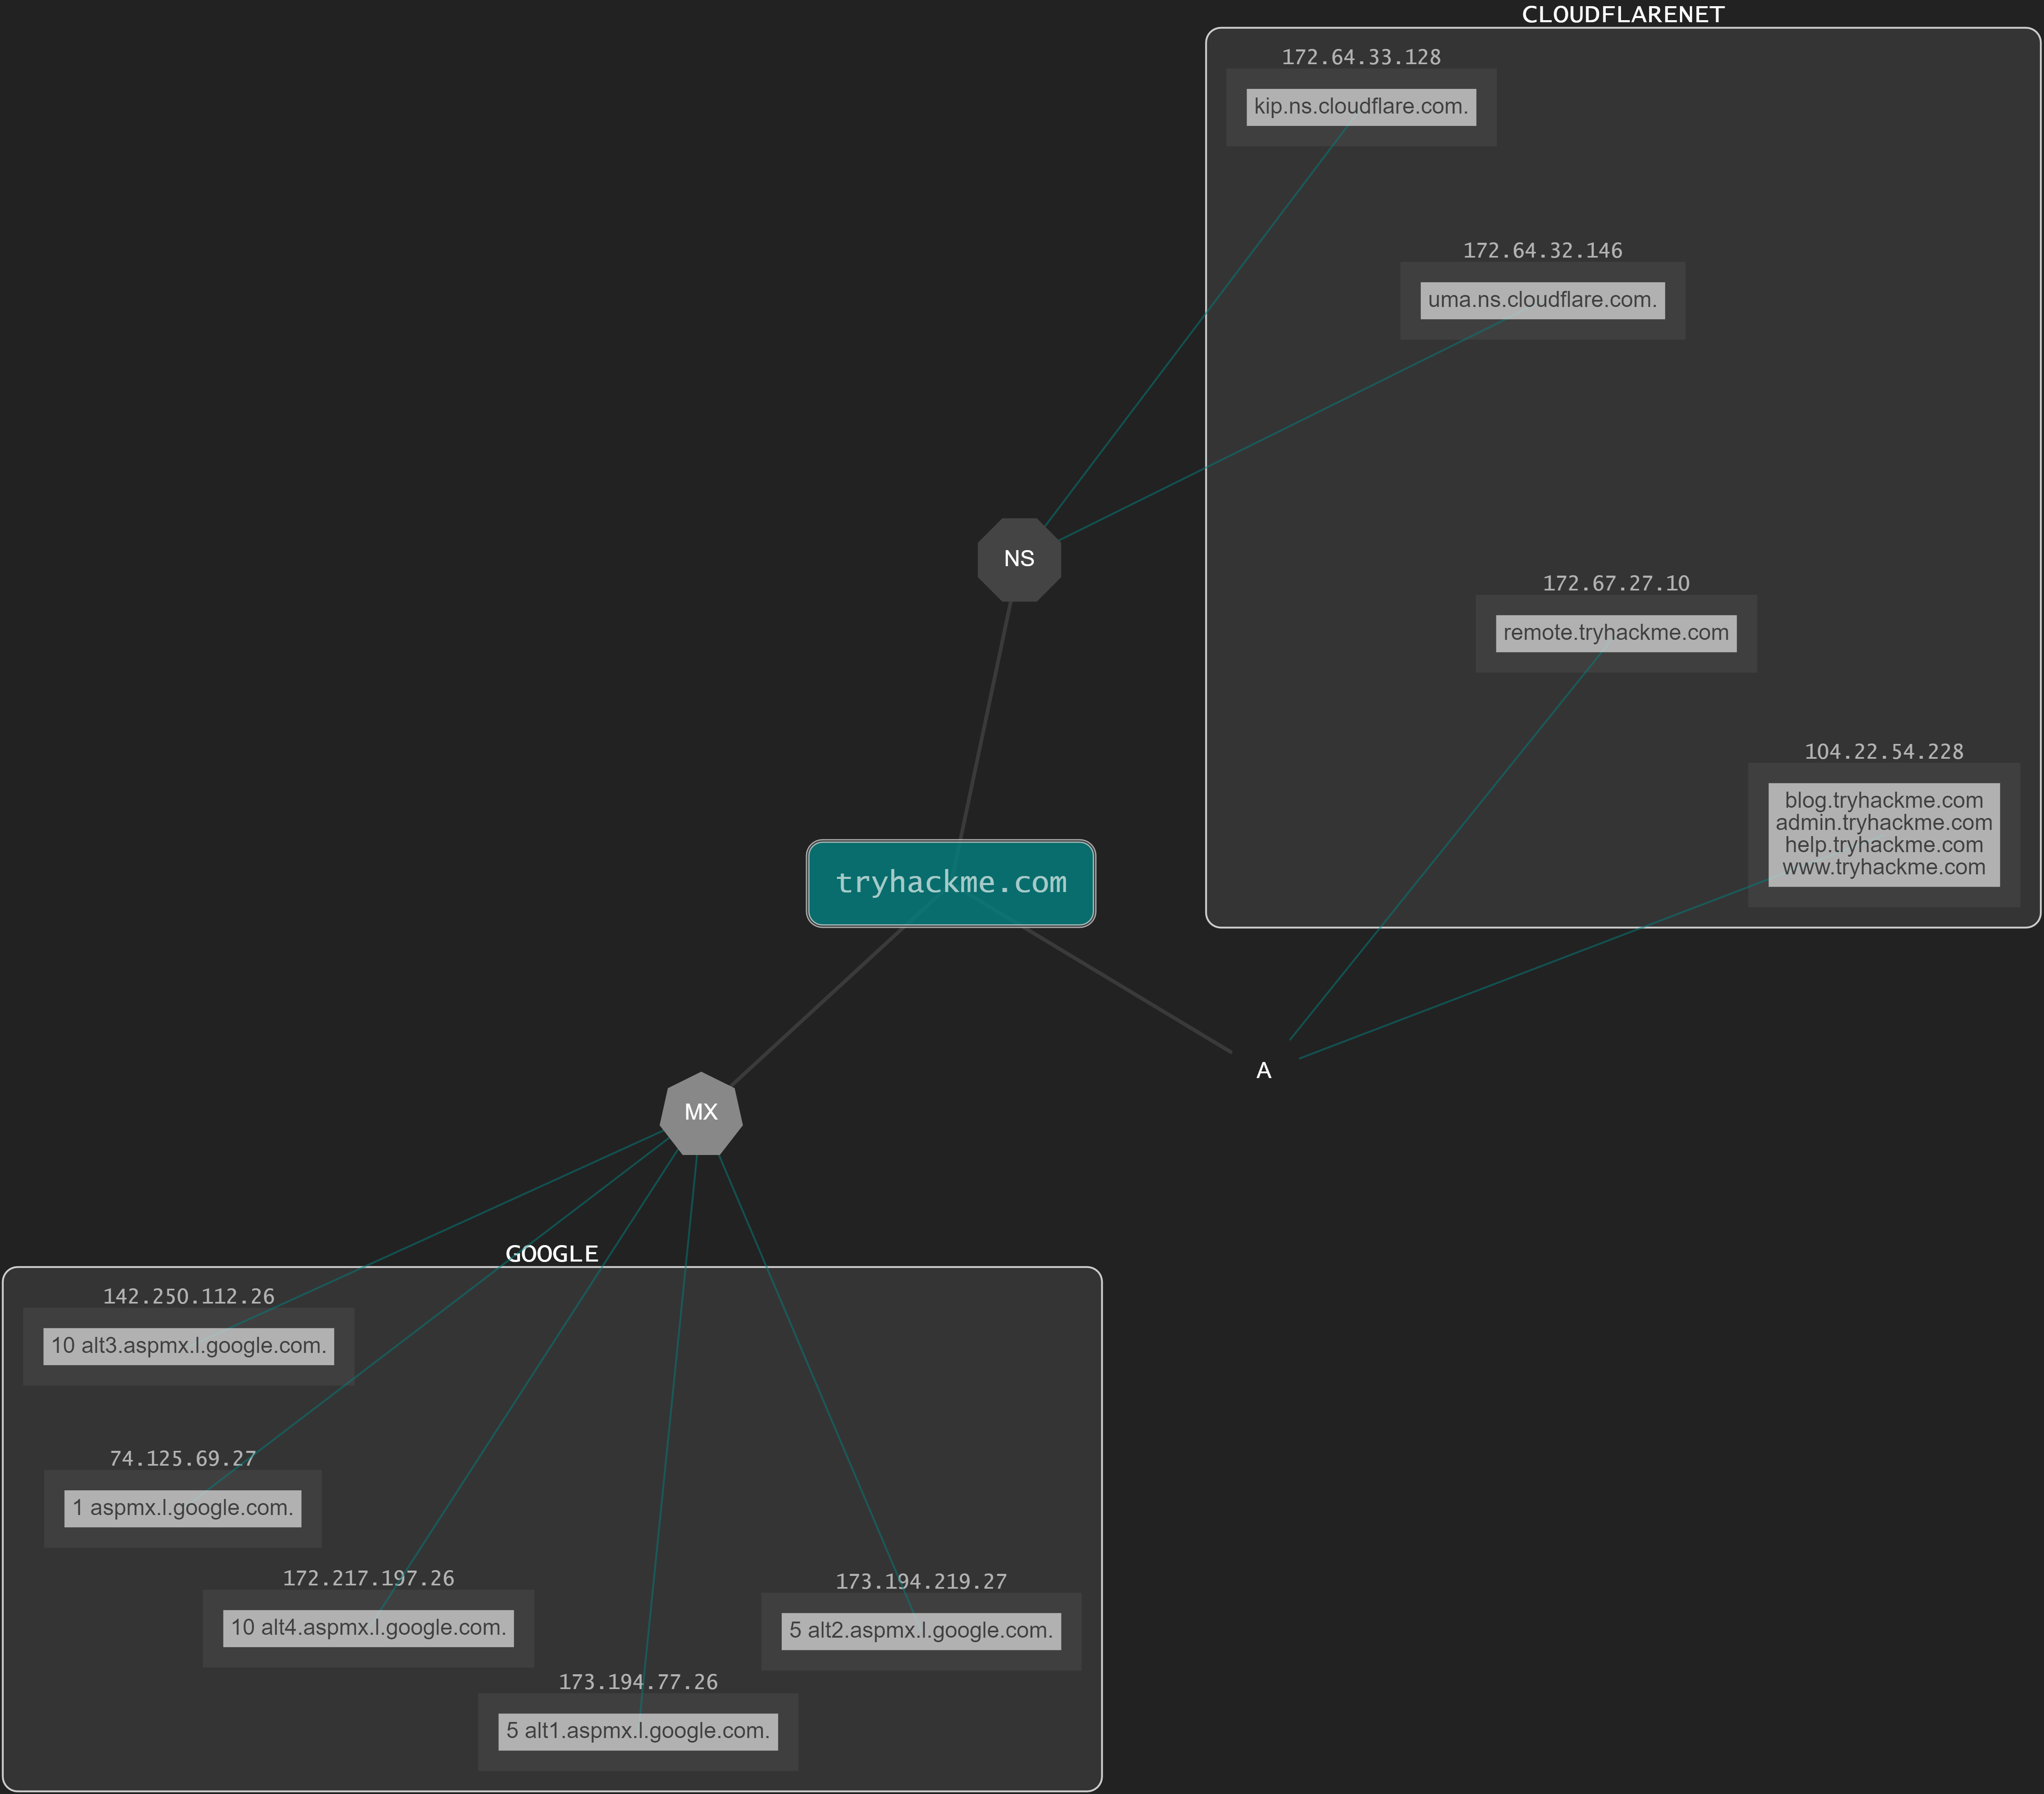 CLOUDFLARENET
172.64.33.128
kip.ns.cloudflare.com.
172.64.32.146
uma.ns.cloudflare.com.
NS
172.67.27.10
remote.tryhackme.com
104.22.54.228
blog.tryhackme.com
admin.tryhackme.com
help.tryhackme.com
www.tryhackme.com
tryhackme.com
A
MX
GOOGLE
142.250.112.26
10 alt3.aspmx.l.google.com.
74.125.69.27
1 aspmx.l.google.com.
172.217.197.26
10 alt4.aspmx.l.google.com.
173.194.219.27
5 alt2.aspmx.l.google.com.
173.194.77.26
5 alt1.aspmx.l.google.com.